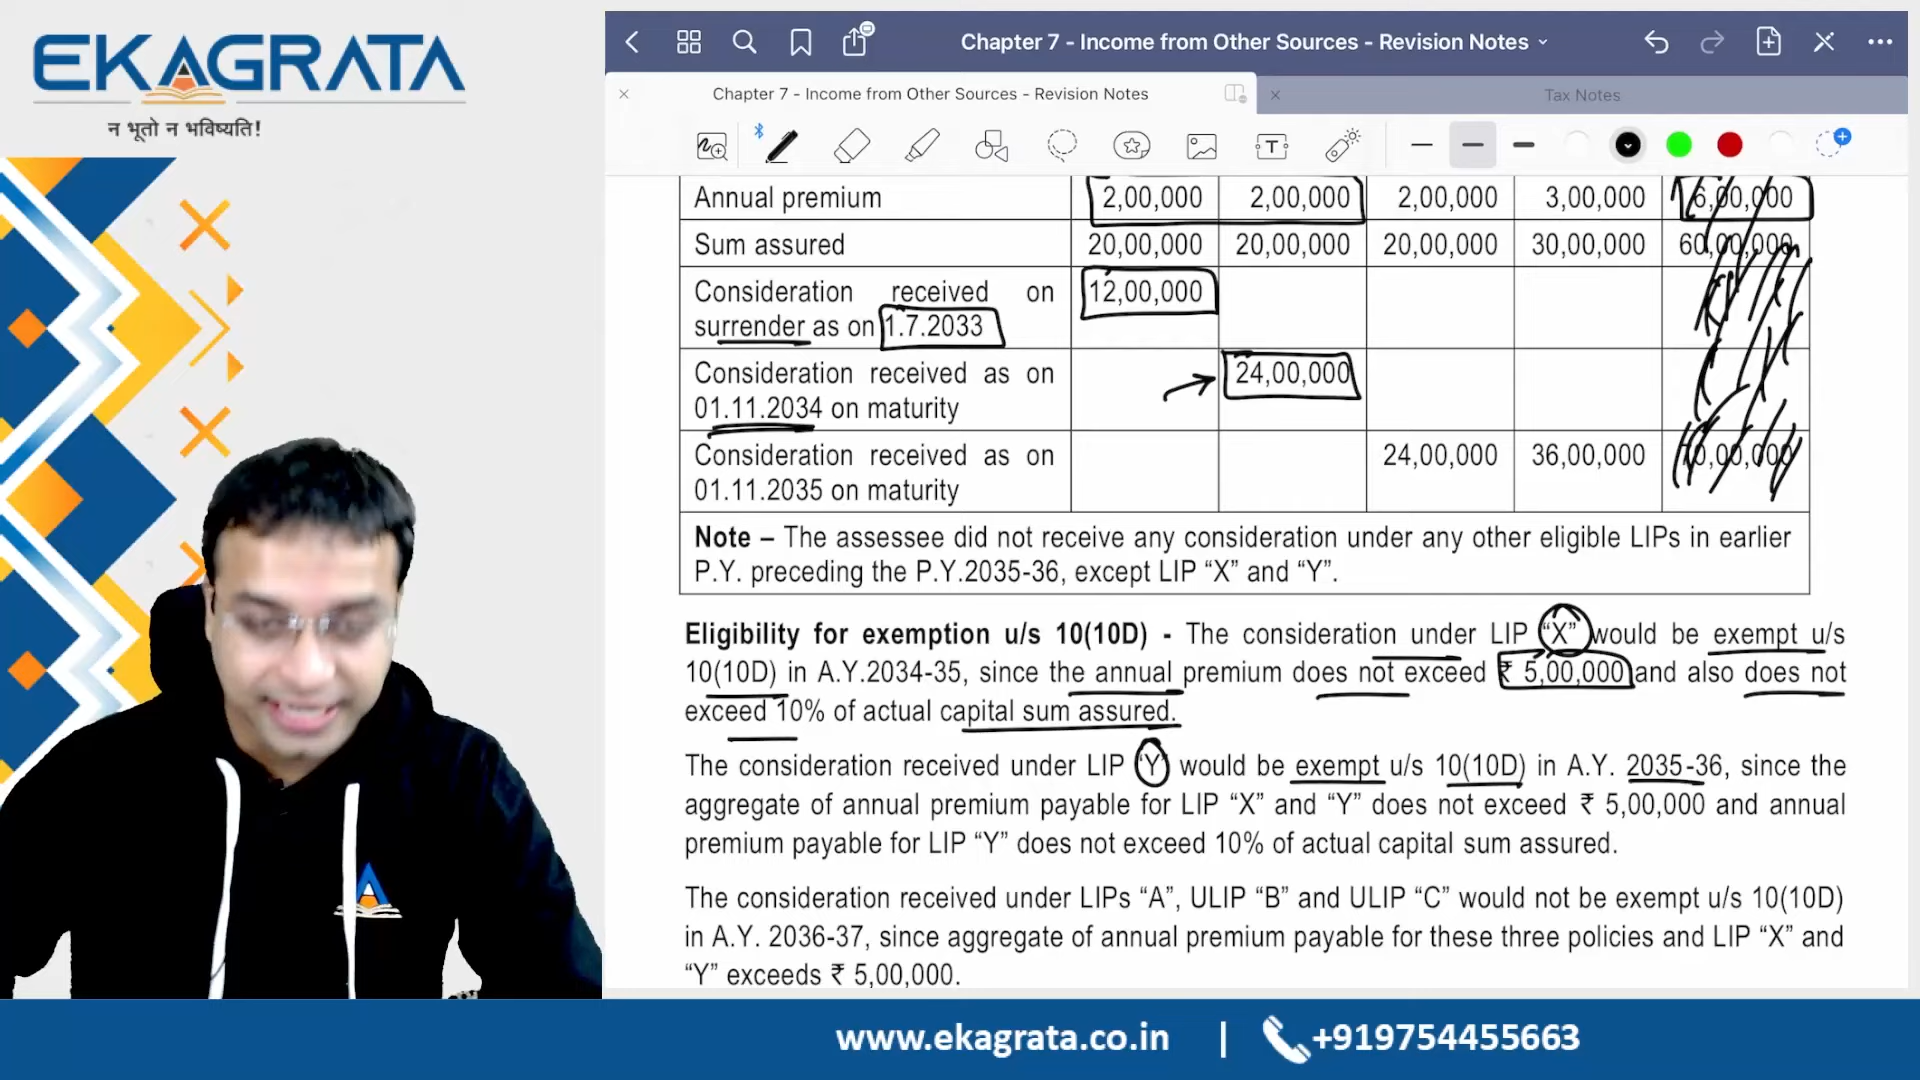 EKAGRATA
न भूतो न भविष्यति!
Chapter 7 - Income from Other Sources - Revision Notes
Chapter 7 - Income from Other Sources - Revision Notes
Tax Notes
Annual premium 2,00,000 2,00,000 2,00,000 3,00,000 6,00,000
Sum assured 20,00,000 20,00,000 20,00,000 30,00,000 60,00,000
Consideration received on 12,00,000
surrender as on 1.7.2033
Consideration received as on 24,00,000
01.11.2034 on maturity
Consideration received as on 24,00,000 36,00,000
01.11.2035 on maturity
Note – The assessee did not receive any consideration under any other eligible LIPs in earlier
P.Y. preceding the P.Y.2035-36, except LIP “X” and “Y”.
Eligibility for exemption u/s 10(10D) - The consideration under LIP “X” would be exempt u/s
10(10D) in A.Y.2034-35, since the annual premium does not exceed ₹ 5,00,000 and also does not
exceed 10% of actual capital sum assured.
The consideration received under LIP “Y” would be exempt u/s 10(10D) in A.Y. 2035-36, since the
aggregate of annual premium payable for LIP “X” and “Y” does not exceed ₹ 5,00,000 and annual
premium payable for LIP “Y” does not exceed 10% of actual capital sum assured.
The consideration received under LIPs “A”, ULIP “B” and ULIP “C” would not be exempt u/s 10(10D)
in A.Y. 2036-37, since aggregate of annual premium payable for these three policies and LIP “X” and
“Y” exceeds ₹ 5,00,000.
www.ekagrata.co.in | +919754455663